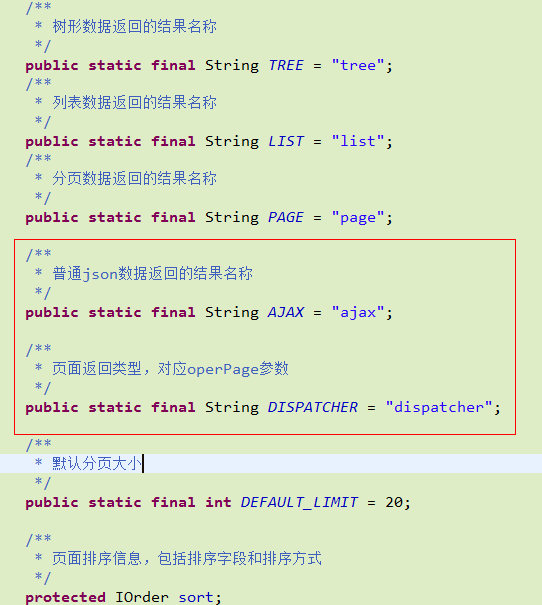 /**
* 树形数据返回的结果名称
*/
public static final String TREE = "tree";
/**
* 列表数据返回的结果名称
*/
public static final String LIST = "list";
/**
* 分页数据返回的结果名称
*/
public static final String PAGE = "page";
/**
* 普通json数据返回的结果名称
*/
public static final String AJAX = "ajax";
/**
* 页面返回类型，对应operPage参数
*/
public static final String DISPATCHER = "dispatcher";
/**
* 默认分页大小
*/
public static final int DEFAULT_LIMIT = 20;
/**
* 页面排序信息，包括排序字段和排序方式
*/
protected IOrder sort;